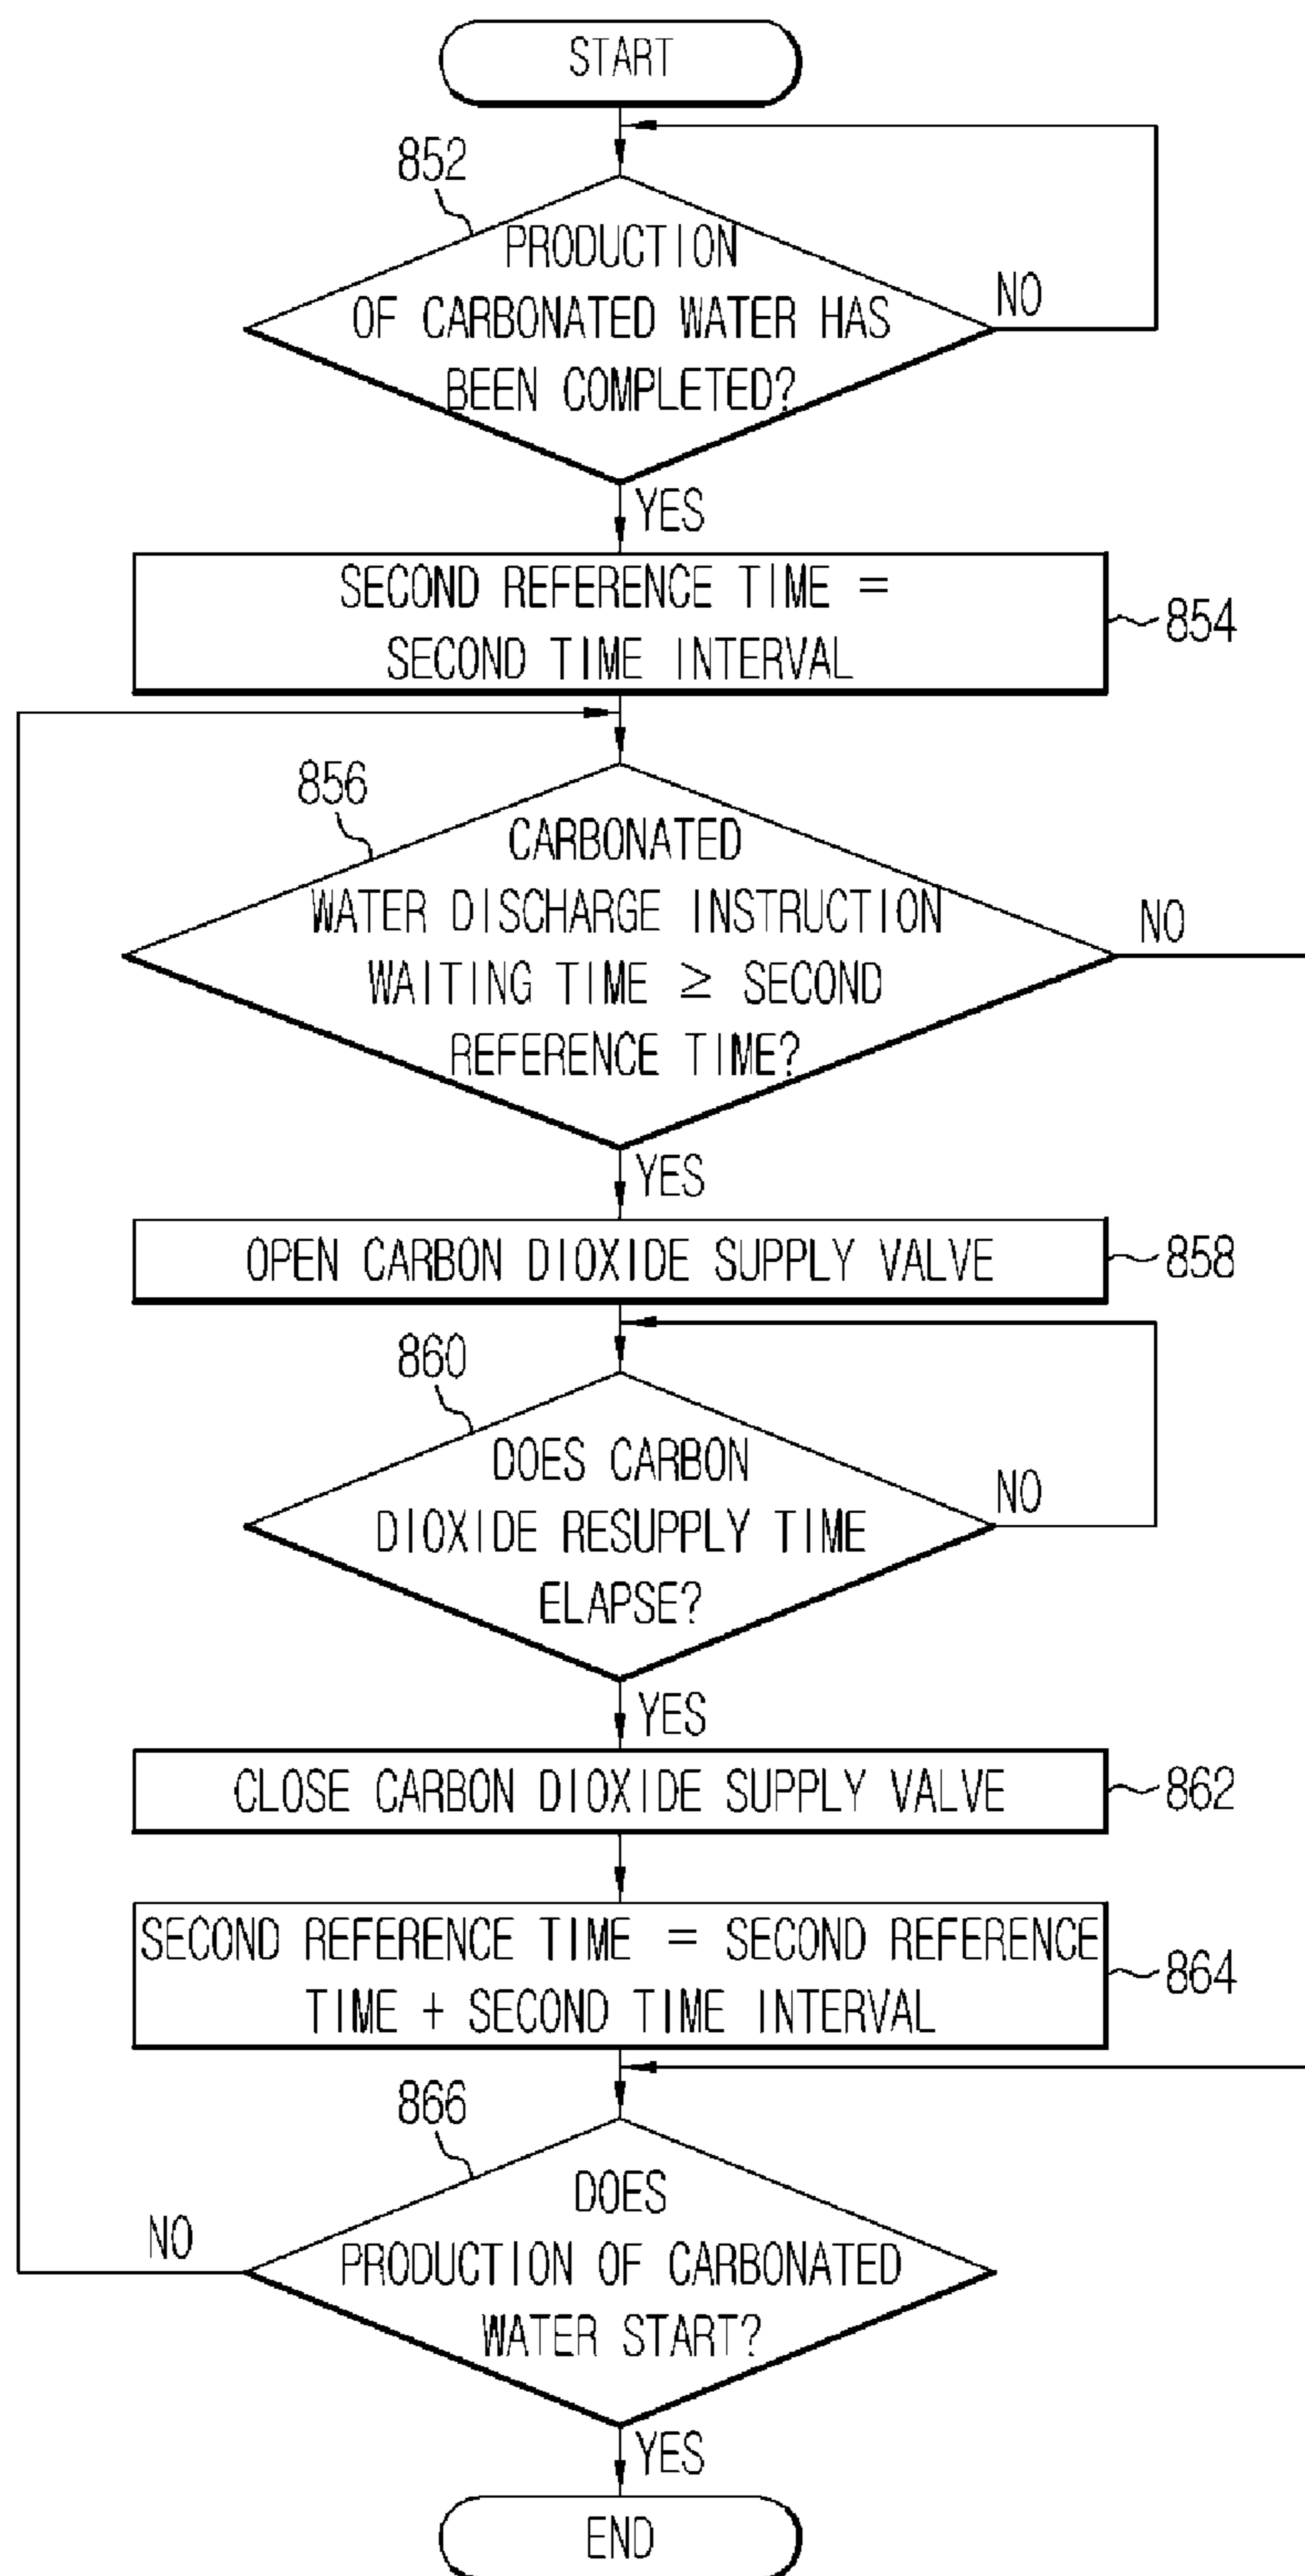 START
852
PRODUCTION
OF CARBONATED WATER HAS
BEEN COMPLETED?
NO
YES
SECOND REFERENCE TIME =
SECOND TIME INTERVAL
854
856
CARBONATED
WATER DISCHARGE INSTRUCTION
WAITING TIME ≥ SECOND
REFERENCE TIME?
NO
YES
OPEN CARBON DIOXIDE SUPPLY VALVE
858
860
DOES CARBON
DIOXIDE RESUPPLY TIME
ELAPSE?
NO
YES
CLOSE CARBON DIOXIDE SUPPLY VALVE
862
SECOND REFERENCE TIME = SECOND REFERENCE
TIME + SECOND TIME INTERVAL
864
866
DOES
PRODUCTION OF CARBONATED
WATER START?
NO
YES
END